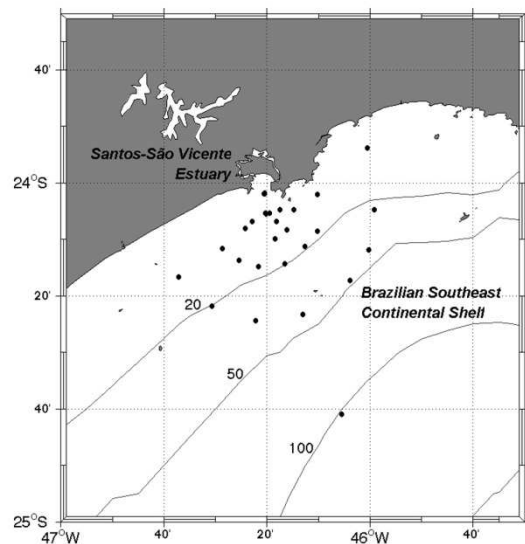 40'
Santos-São Vicente
Estuary
24°S
20'
20
Brazilian Southeast
Continental Shelf
50
40'
100
25°S
47°W
40'
20'
46°W
40'
20'